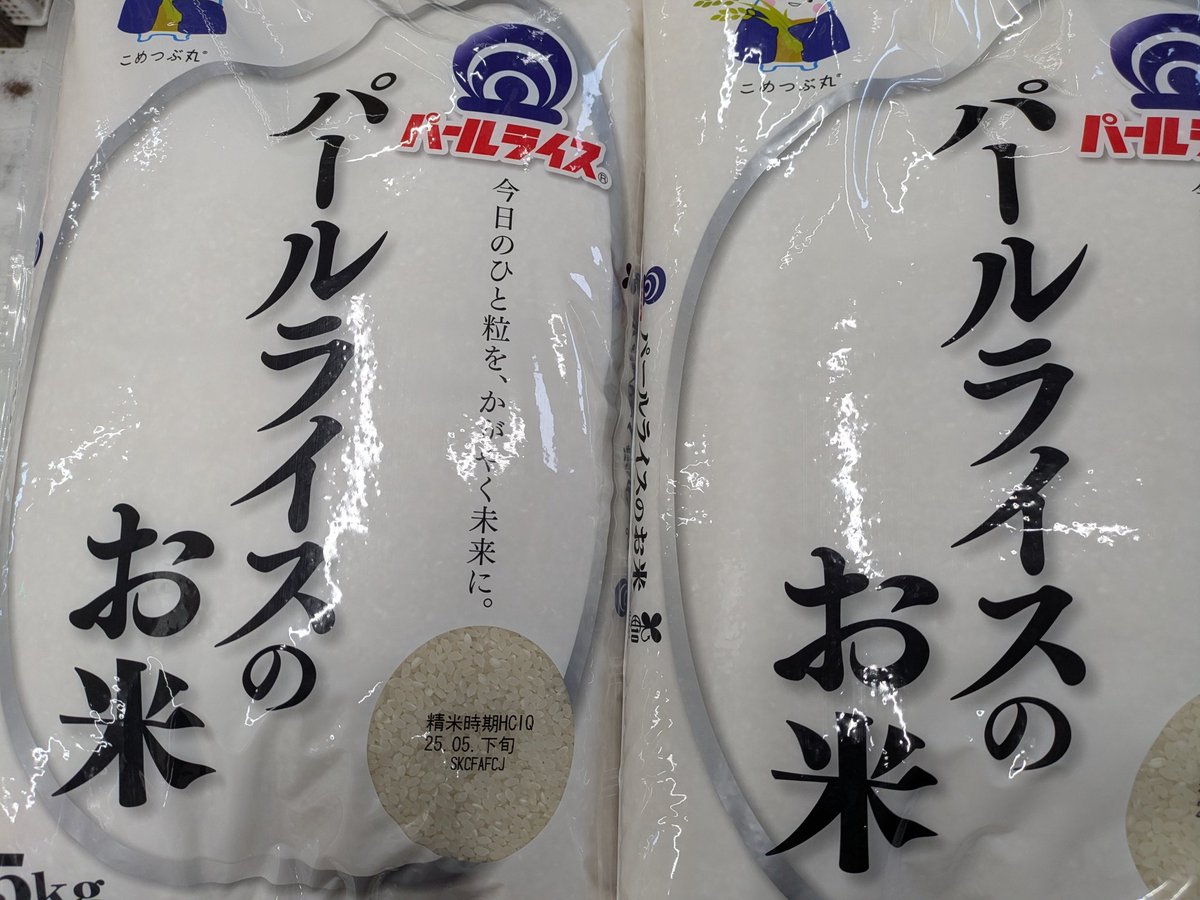 こめつぶ丸
パールライス®
パールライスの
お米
今日のひと粒を、かがやく未来に。
精米時期HCIQ
25.05.下旬
SKCFAFCJ
5kg
パールライスのお米
こめつぶ丸
パールライス
パールライスの
お米